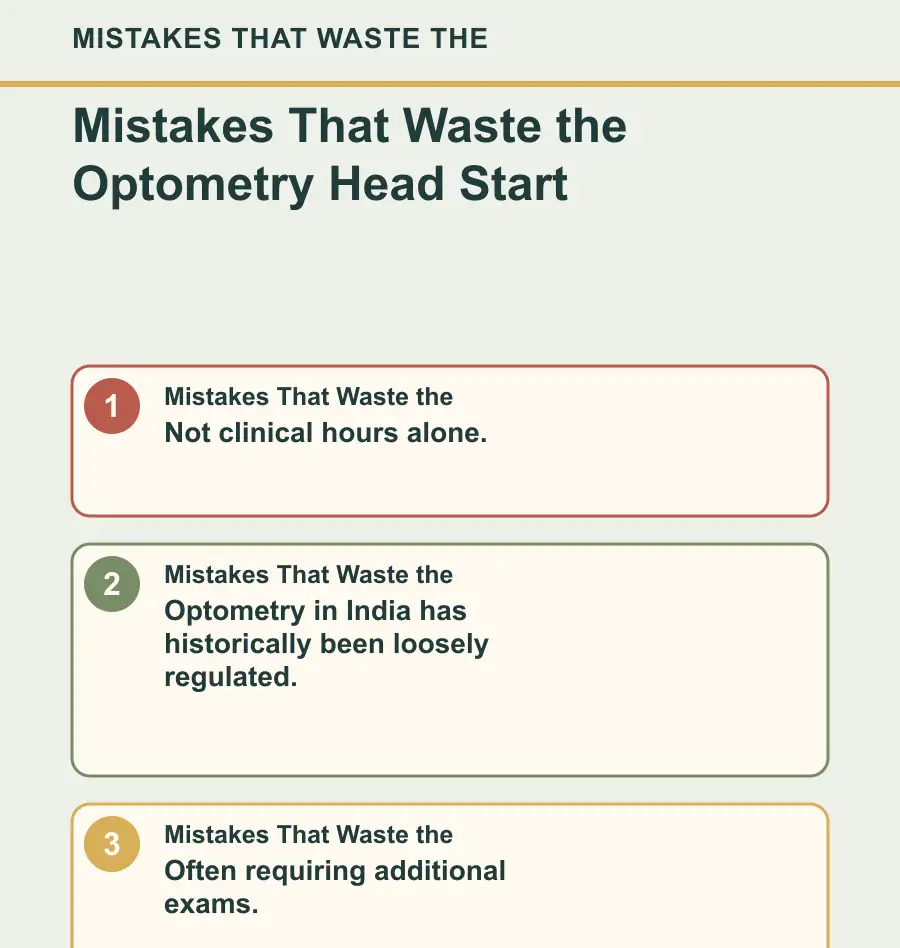 MISTAKES THAT WASTE THE
Mistakes That Waste the
Optometry Head Start
1
Mistakes That Waste the
Not clinical hours alone.
2
Mistakes That Waste the
Optometry in India has
historically been loosely
regulated.
3
Mistakes That Waste the
Often requiring additional
exams.